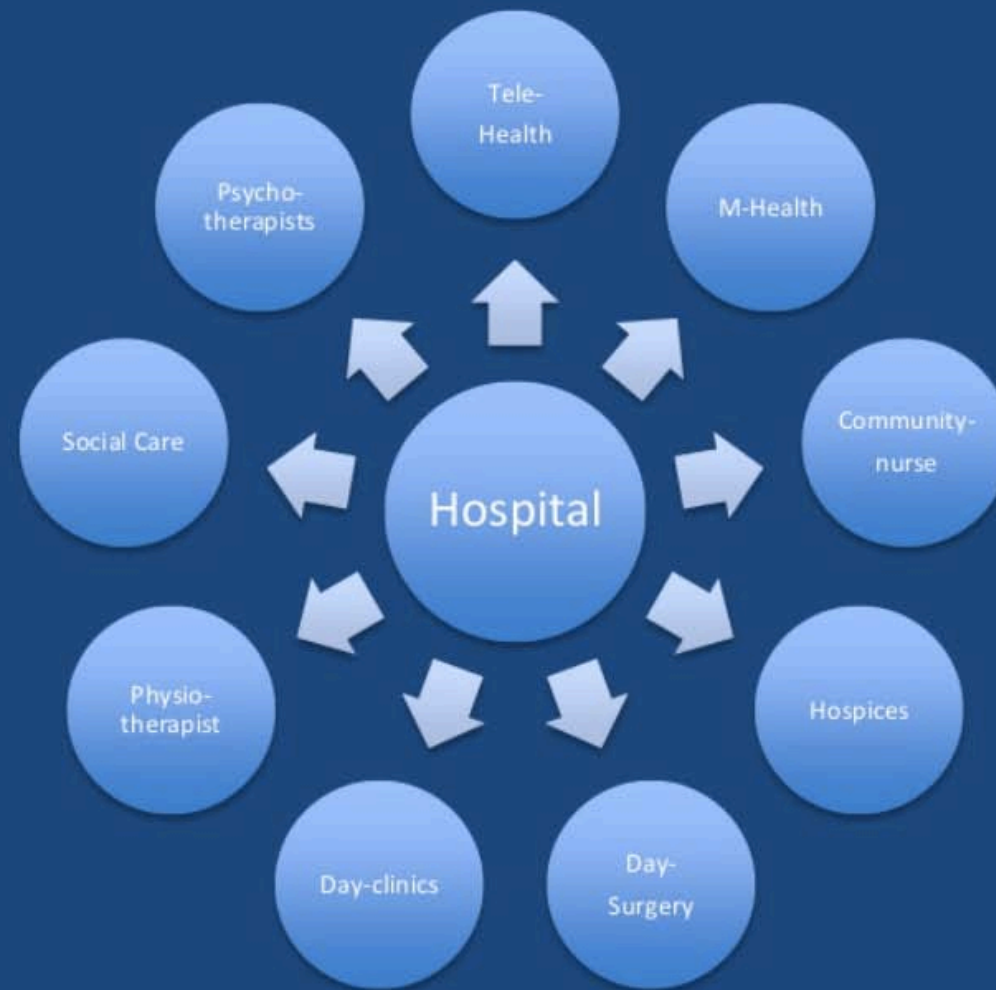 Tele-
Health
Psycho-
therapists
M-Health
Social Care
Community-
nurse
Hospital
Physio-
therapist
Hospices
Day-clinics
Day-
Surgery